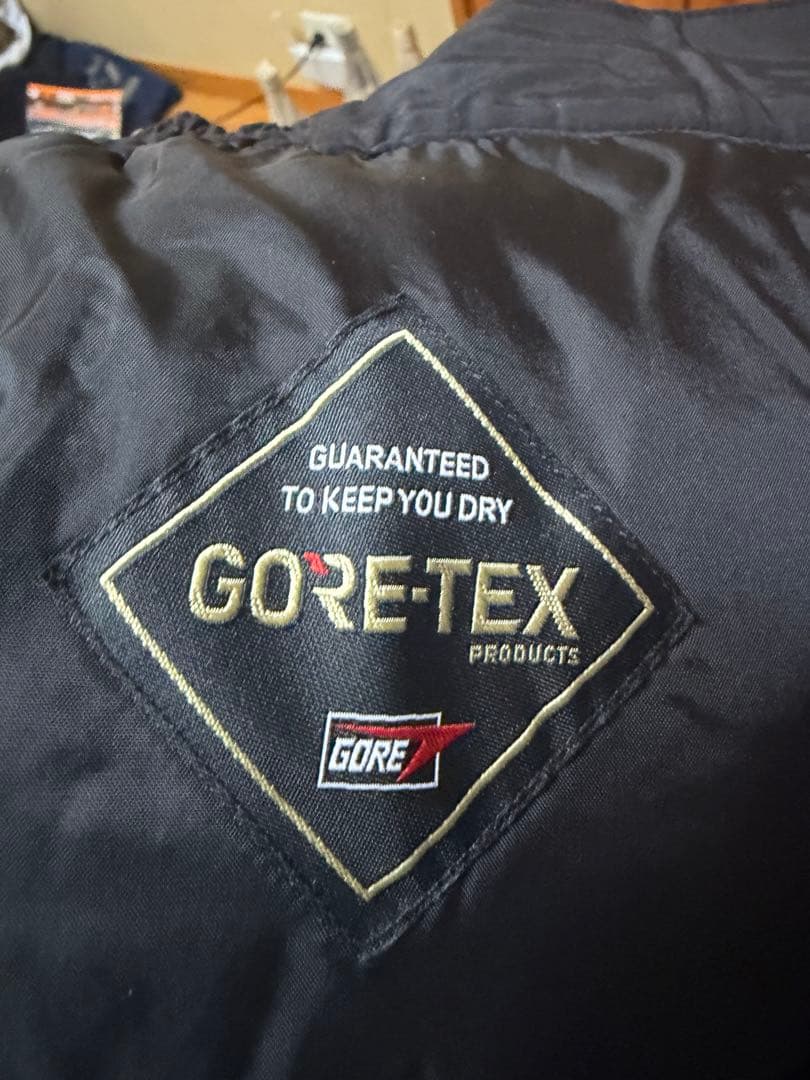 GUARANTEED
TO KEEP YOU DRY
GORE-TEX
PRODUCTS
GORE